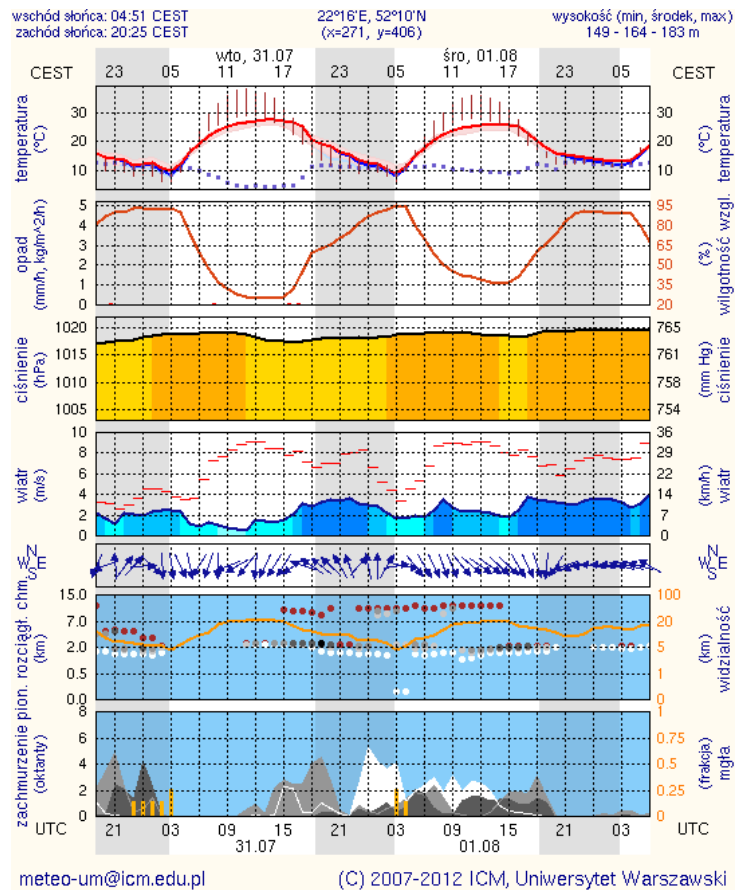 wschód słońca: 04:51 CEST 22°16'E, 52°10'N wysokość (min, środek, max)
zachód słońca: 20:25 CEST (x=271, y=406) 149 - 164 - 183 m
wto, 31.07 śro, 01.08
CEST 23 05 11 17 23 05 11 17 23 05 CEST
temperatura
(°C)
30
20
10
30
20
10
(°C)
temperatura
opad
(mm/h, kg/m^2/h)
5
4
3
2
1
0
95
80
65
50
35
20
(%)
wilgotność wzgl.
ciśnienie
(hPa)
1020
1015
1010
1005
765
761
758
754
(mm Hg)
ciśnienie
wiatr
(m/s)
10
8
6
4
2
0
36
29
22
14
7
0
(km/h)
wiatr
N
W E
S
N
W E
S
pion. rozciągł. chm.
(km)
15.0
7.0
2.0
0.5
0.0
100
20
5
1
0
(km)
widzialność
zachmurzenie
(oktanty)
8
6
4
2
0
1
0.75
0.5
0.25
0
(frakcja)
mgła
UTC 21 03 09 15 21 03 09 15 21 03 UTC
31.07 01.08
meteo-um@icm.edu.pl (C) 2007-2012 ICM, Uniwersytet Warszawski